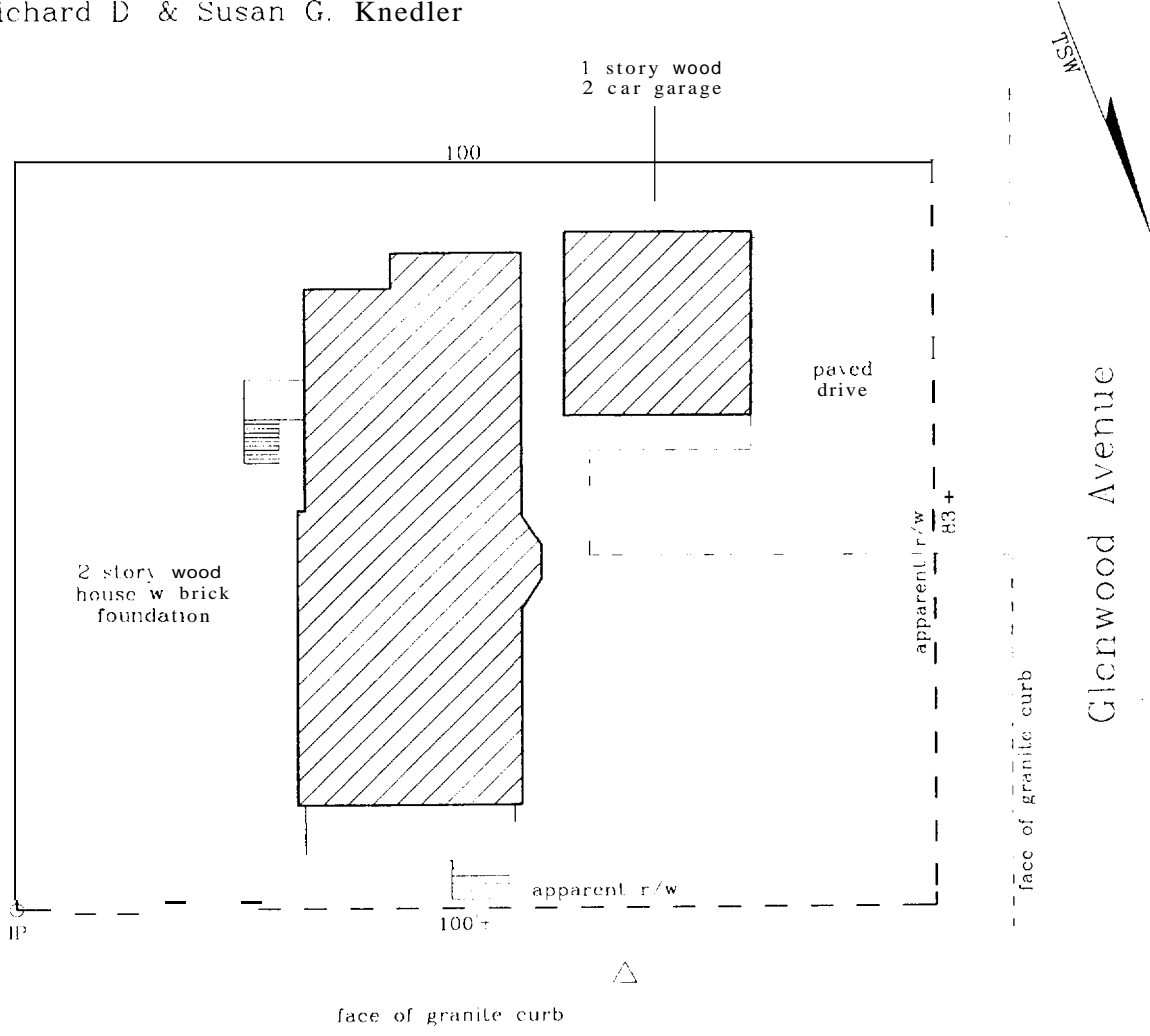 ichard D & Susan G. Knedler
1 story wood
2 car garage
TSW
100
paved
drive
Glenwood Avenue
83+
apparent r/w
2 story wood
house w brick
foundation
face of granite curb
apparent r/w
100'+
IP
face of granite curb